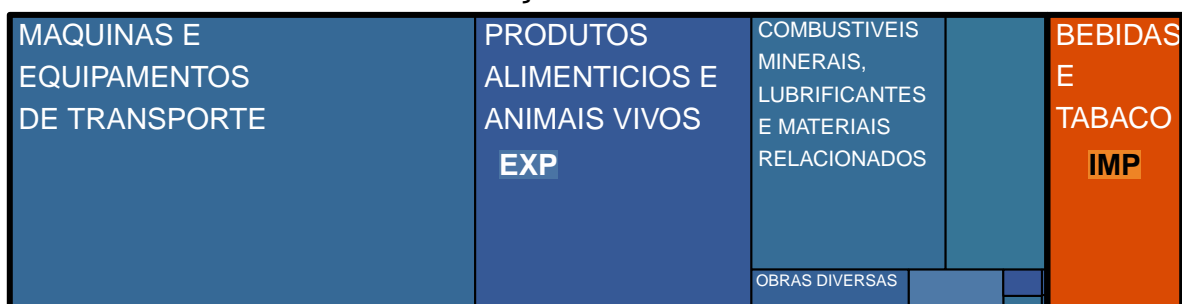 MAQUINAS E
EQUIPAMENTOS
DE TRANSPORTE
PRODUTOS
ALIMENTICIOS E
ANIMAIS VIVOS
EXP
COMBUSTIVEIS
MINERAIS,
LUBRIFICANTES
E MATERIAIS
RELACIONADOS
OBRAS DIVERSAS
BEBIDAS
E
TABACO
IMP